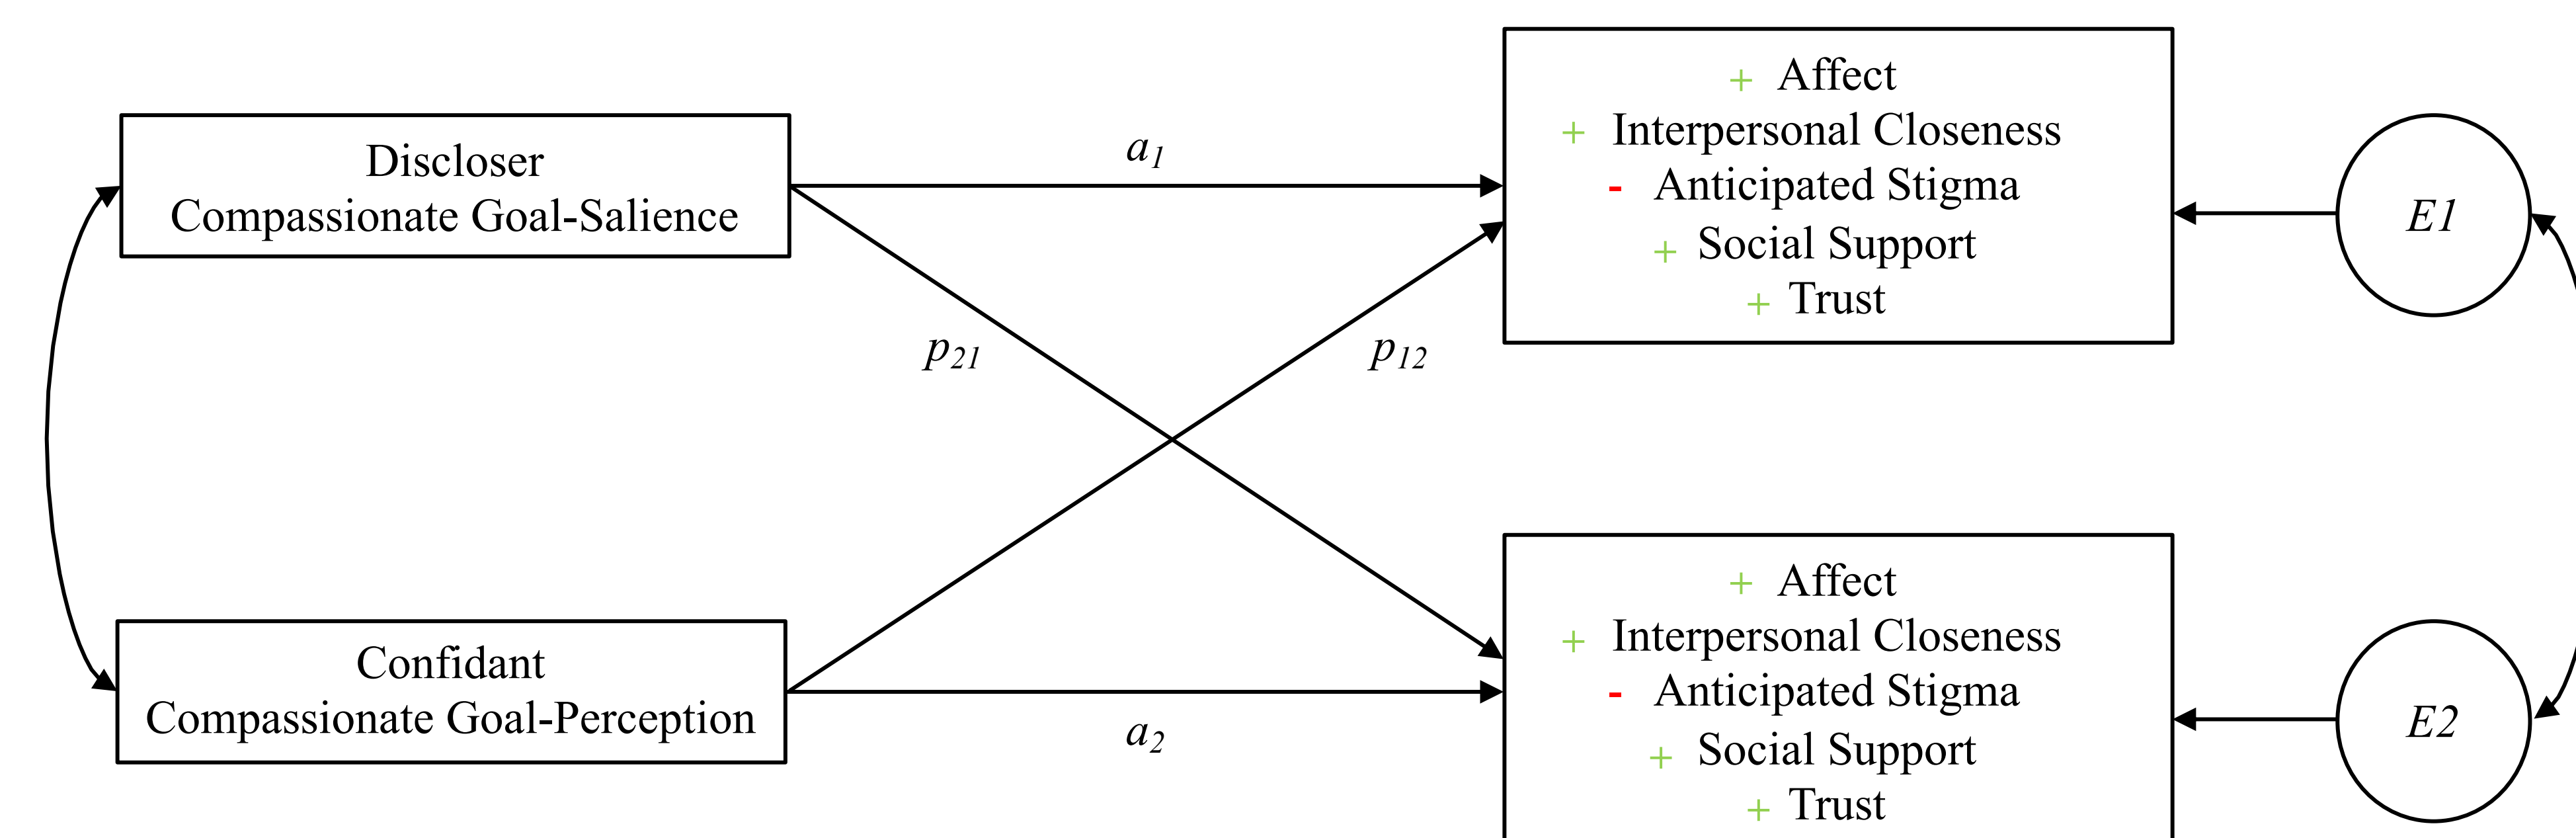 Discloser
Compassionate Goal-Salience
a1
+ Affect
+ Interpersonal Closeness
- Anticipated Stigma
+ Social Support
+ Trust
E1
p21
p12
Confidant
Compassionate Goal-Perception
a2
+ Affect
+ Interpersonal Closeness
- Anticipated Stigma
+ Social Support
+ Trust
E2